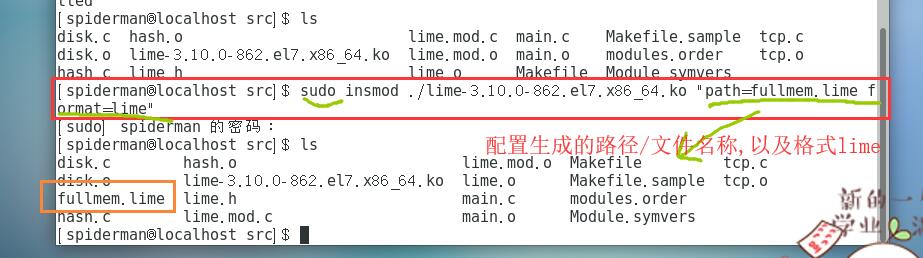 [spiderman@localhost src]$ ls
disk.c hash.o lime.mod.c main.c Makefile.sample tcp.c
disk.o lime-3.10.0-862.el7.x86_64.ko lime.mod.o main.o modules.order tcp.o
hash.c lime.h lime.o Makefile Module.symvers
[spiderman@localhost src]$ sudo insmod ./lime-3.10.0-862.el7.x86_64.ko "path=fullmem.lime f
ormat=lime"
[sudo] spiderman 的密码：
[spiderman@localhost src]$ ls
配置生成的路径/文件名称,以及格式lime
disk.c hash.o lime.mod.o Makefile tcp.c
disk.o lime-3.10.0-862.el7.x86_64.ko lime.o Makefile.sample tcp.o
fullmem.lime lime.h main.c modules.order
hash.c lime.mod.c main.o Module.symvers
[spiderman@localhost src]$
新的一
学业